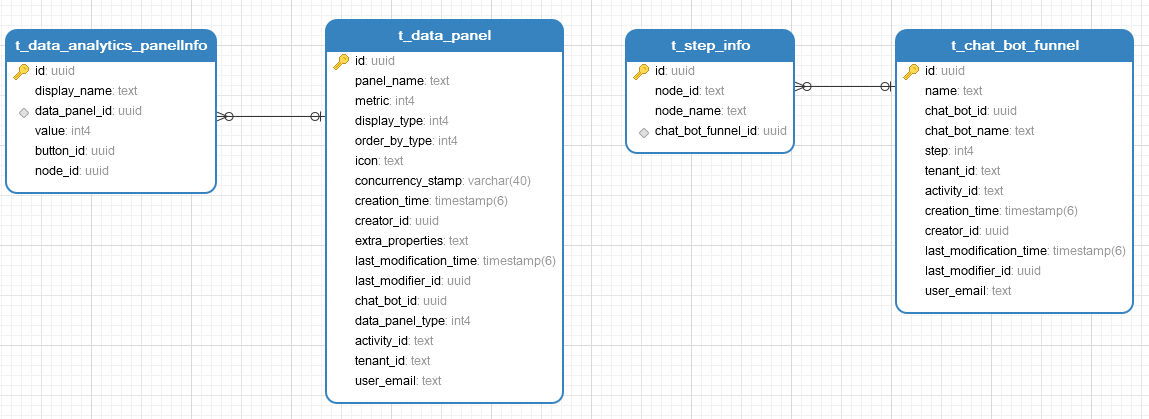 t_data_analytics_panelInfo
id: uuid
display_name: text
data_panel_id: uuid
value: int4
button_id: uuid
node_id: uuid
t_data_panel
id: uuid
panel_name: text
metric: int4
display_type: int4
order_by_type: int4
icon: text
concurrency_stamp: varchar(40)
creation_time: timestamp(6)
creator_id: uuid
extra_properties: text
last_modification_time: timestamp(6)
last_modifier_id: uuid
chat_bot_id: uuid
data_panel_type: int4
activity_id: text
tenant_id: text
user_email: text
t_step_info
id: uuid
node_id: text
node_name: text
chat_bot_funnel_id: uuid
t_chat_bot_funnel
id: uuid
name: text
chat_bot_id: uuid
chat_bot_name: text
step: int4
tenant_id: text
activity_id: text
creation_time: timestamp(6)
creator_id: uuid
last_modification_time: timestamp(6)
last_modifier_id: uuid
user_email: text